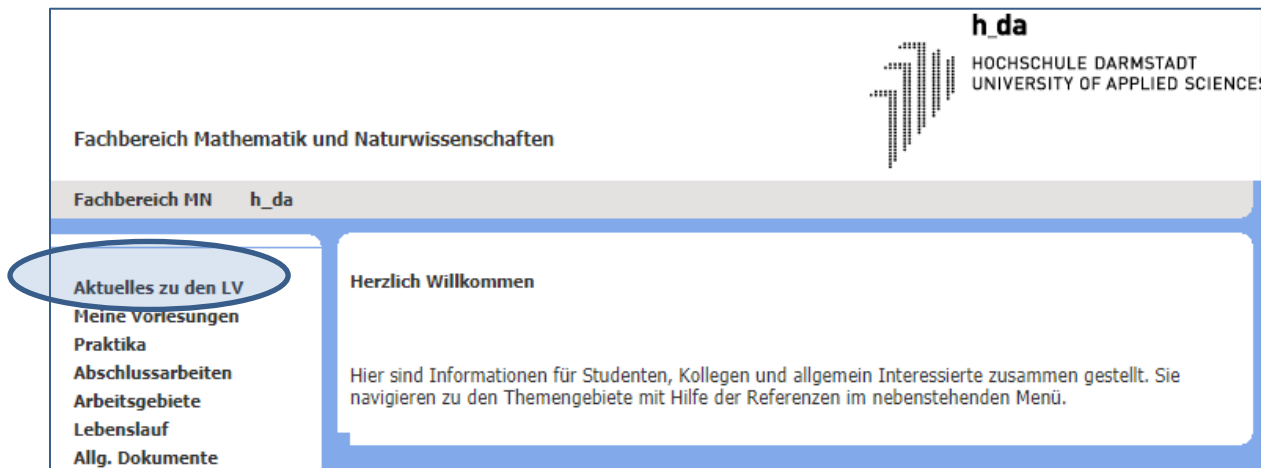 h_da
HOCHSCHULE DARMSTADT
UNIVERSITY OF APPLIED SCIENCES
Fachbereich Mathematik und Naturwissenschaften
Fachbereich MN h_da
Aktuelles zu den LV
Meine Vorlesungen
Praktika
Abschlussarbeiten
Arbeitsgebiete
Lebenslauf
Allg. Dokumente
Herzlich Willkommen
Hier sind Informationen für Studenten, Kollegen und allgemein Interessierte zusammen gestellt. Sie
navigieren zu den Themengebiete mit Hilfe der Referenzen im nebenstehenden Menü.